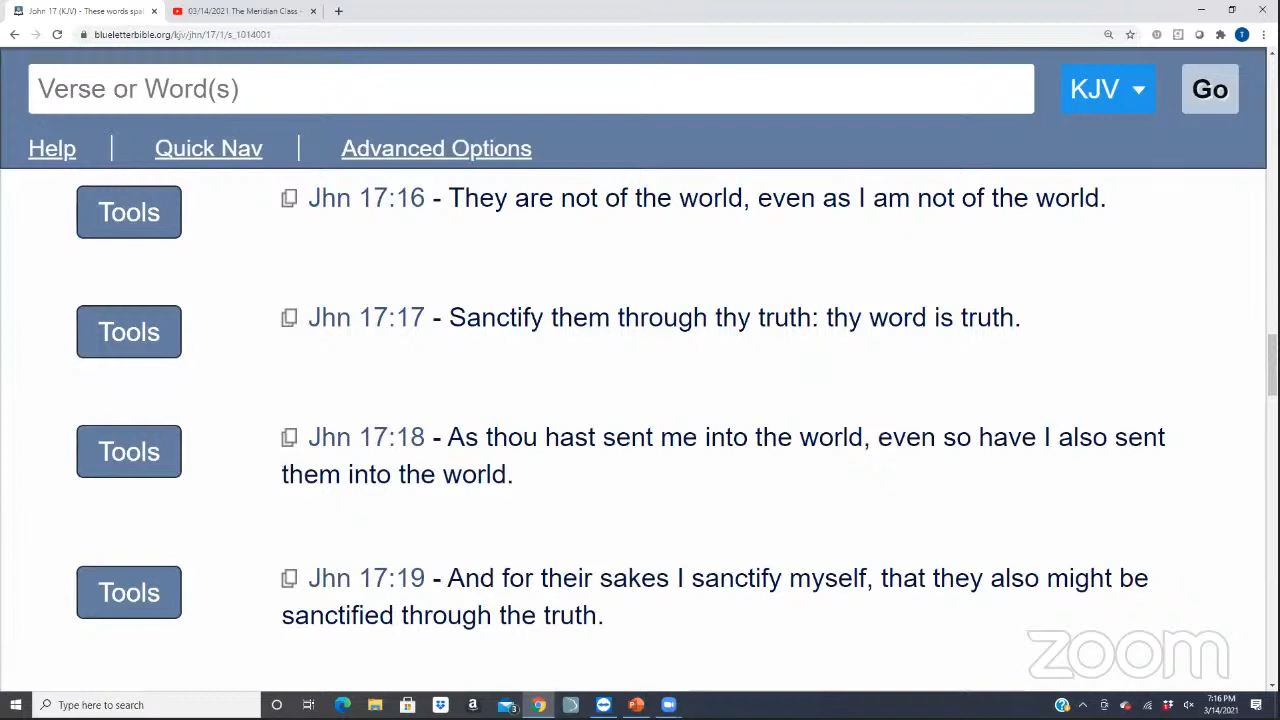 John 17 (KJV) - These words spal
03/14/2021 The Meridian Class -
blueletterbible.org/kjv/jhn/17/1/s_1014001
Verse or Word(s)
KJV
Go
Help
Quick Nav
Advanced Options
Tools
Jhn 17:16 - They are not of the world, even as I am not of the world.
Tools
Jhn 17:17 - Sanctify them through thy truth: thy word is truth.
Tools
Jhn 17:18 - As thou hast sent me into the world, even so have I also sent
them into the world.
Tools
Jhn 17:19 - And for their sakes I sanctify myself, that they also might be
sanctified through the truth.
zoom
Type here to search
7:16 PM
3/14/2021